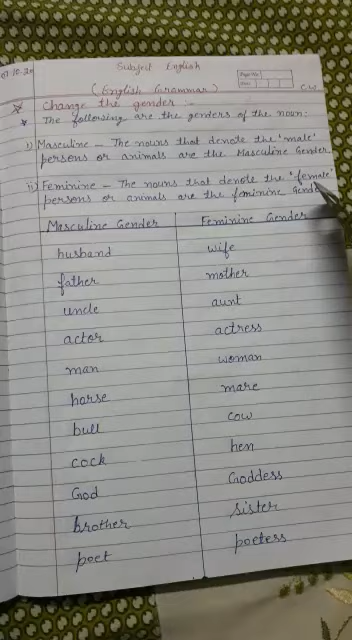 Subject English
(English Grammar)
Page No.
Date
C.W
Change the gender :-
* The following are the genders of the noun:
i) Masculine - The nouns that denote the 'male'
persons or animals are the Masculine Gender
ii) Feminine - The nouns that denote the 'female'
persons or animals are the feminine Gender
Masculine Gender Feminine Gender
husband wife
father mother
uncle aunt
actor actress
man woman
horse mare
bull cow
cock hen
God Goddess
brother sister
poet poetess